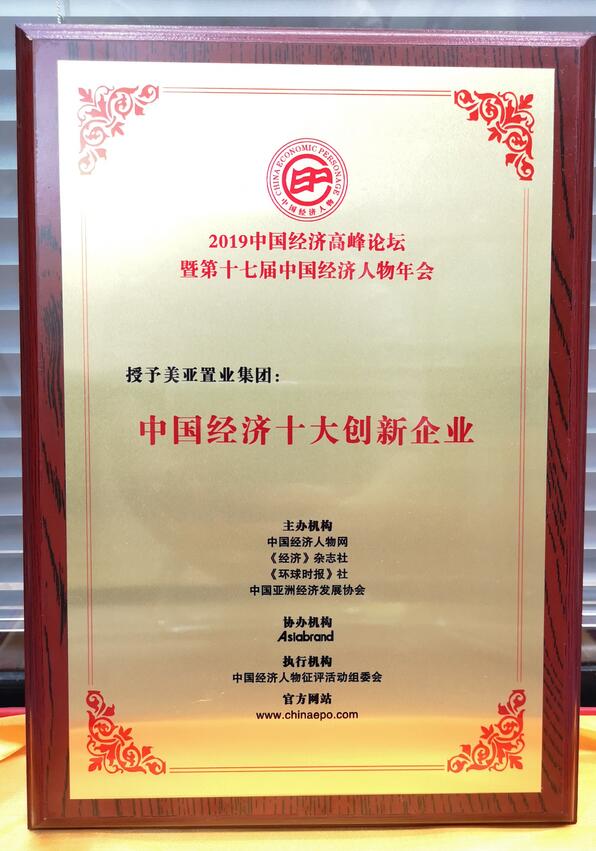 CHINA ECONOMIC PERSONAGE
中国经济人物
2019中国经济高峰论坛
暨第十七届中国经济人物年会
授予美亚置业集团：
中国经济十大创新企业
主办机构
中国经济人物网
《经济》杂志社
《环球时报》社
中国亚洲经济发展协会
协办机构
Asiabrand
执行机构
中国经济人物征评活动组委会
官方网站
www.chinaepo.com